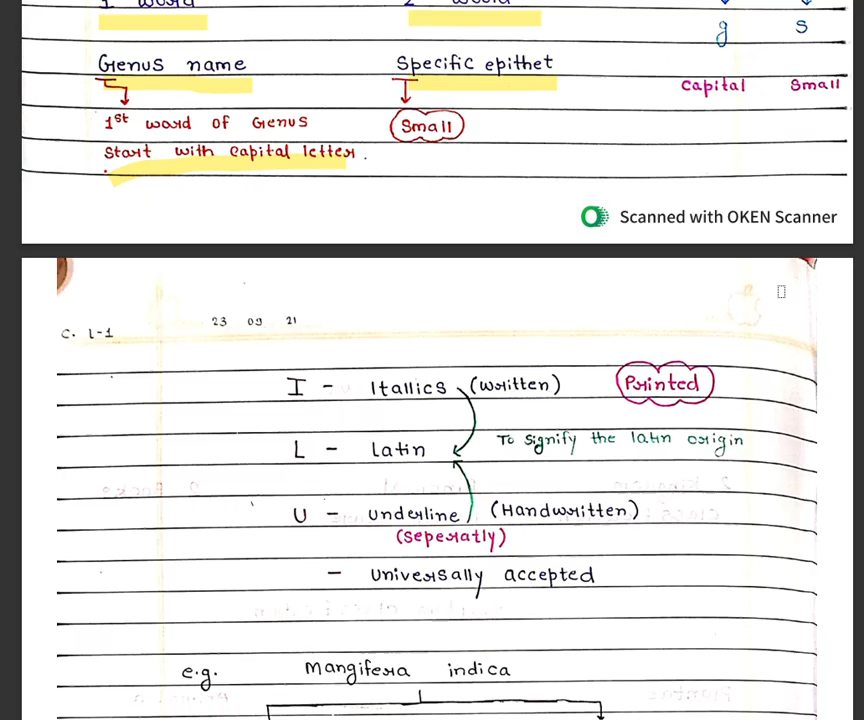 g s
Genus name Specific epithet
Capital Small
1st word of Genus Small
Start with capital letter.
Scanned with OKEN Scanner
C. L-1 23 09 21
I - Itallics (written) Printed
L - Latin To Signify the latin origin
U - underline (Handwritten)
(seperatly)
- universally accepted
e.g. Mangifera indica